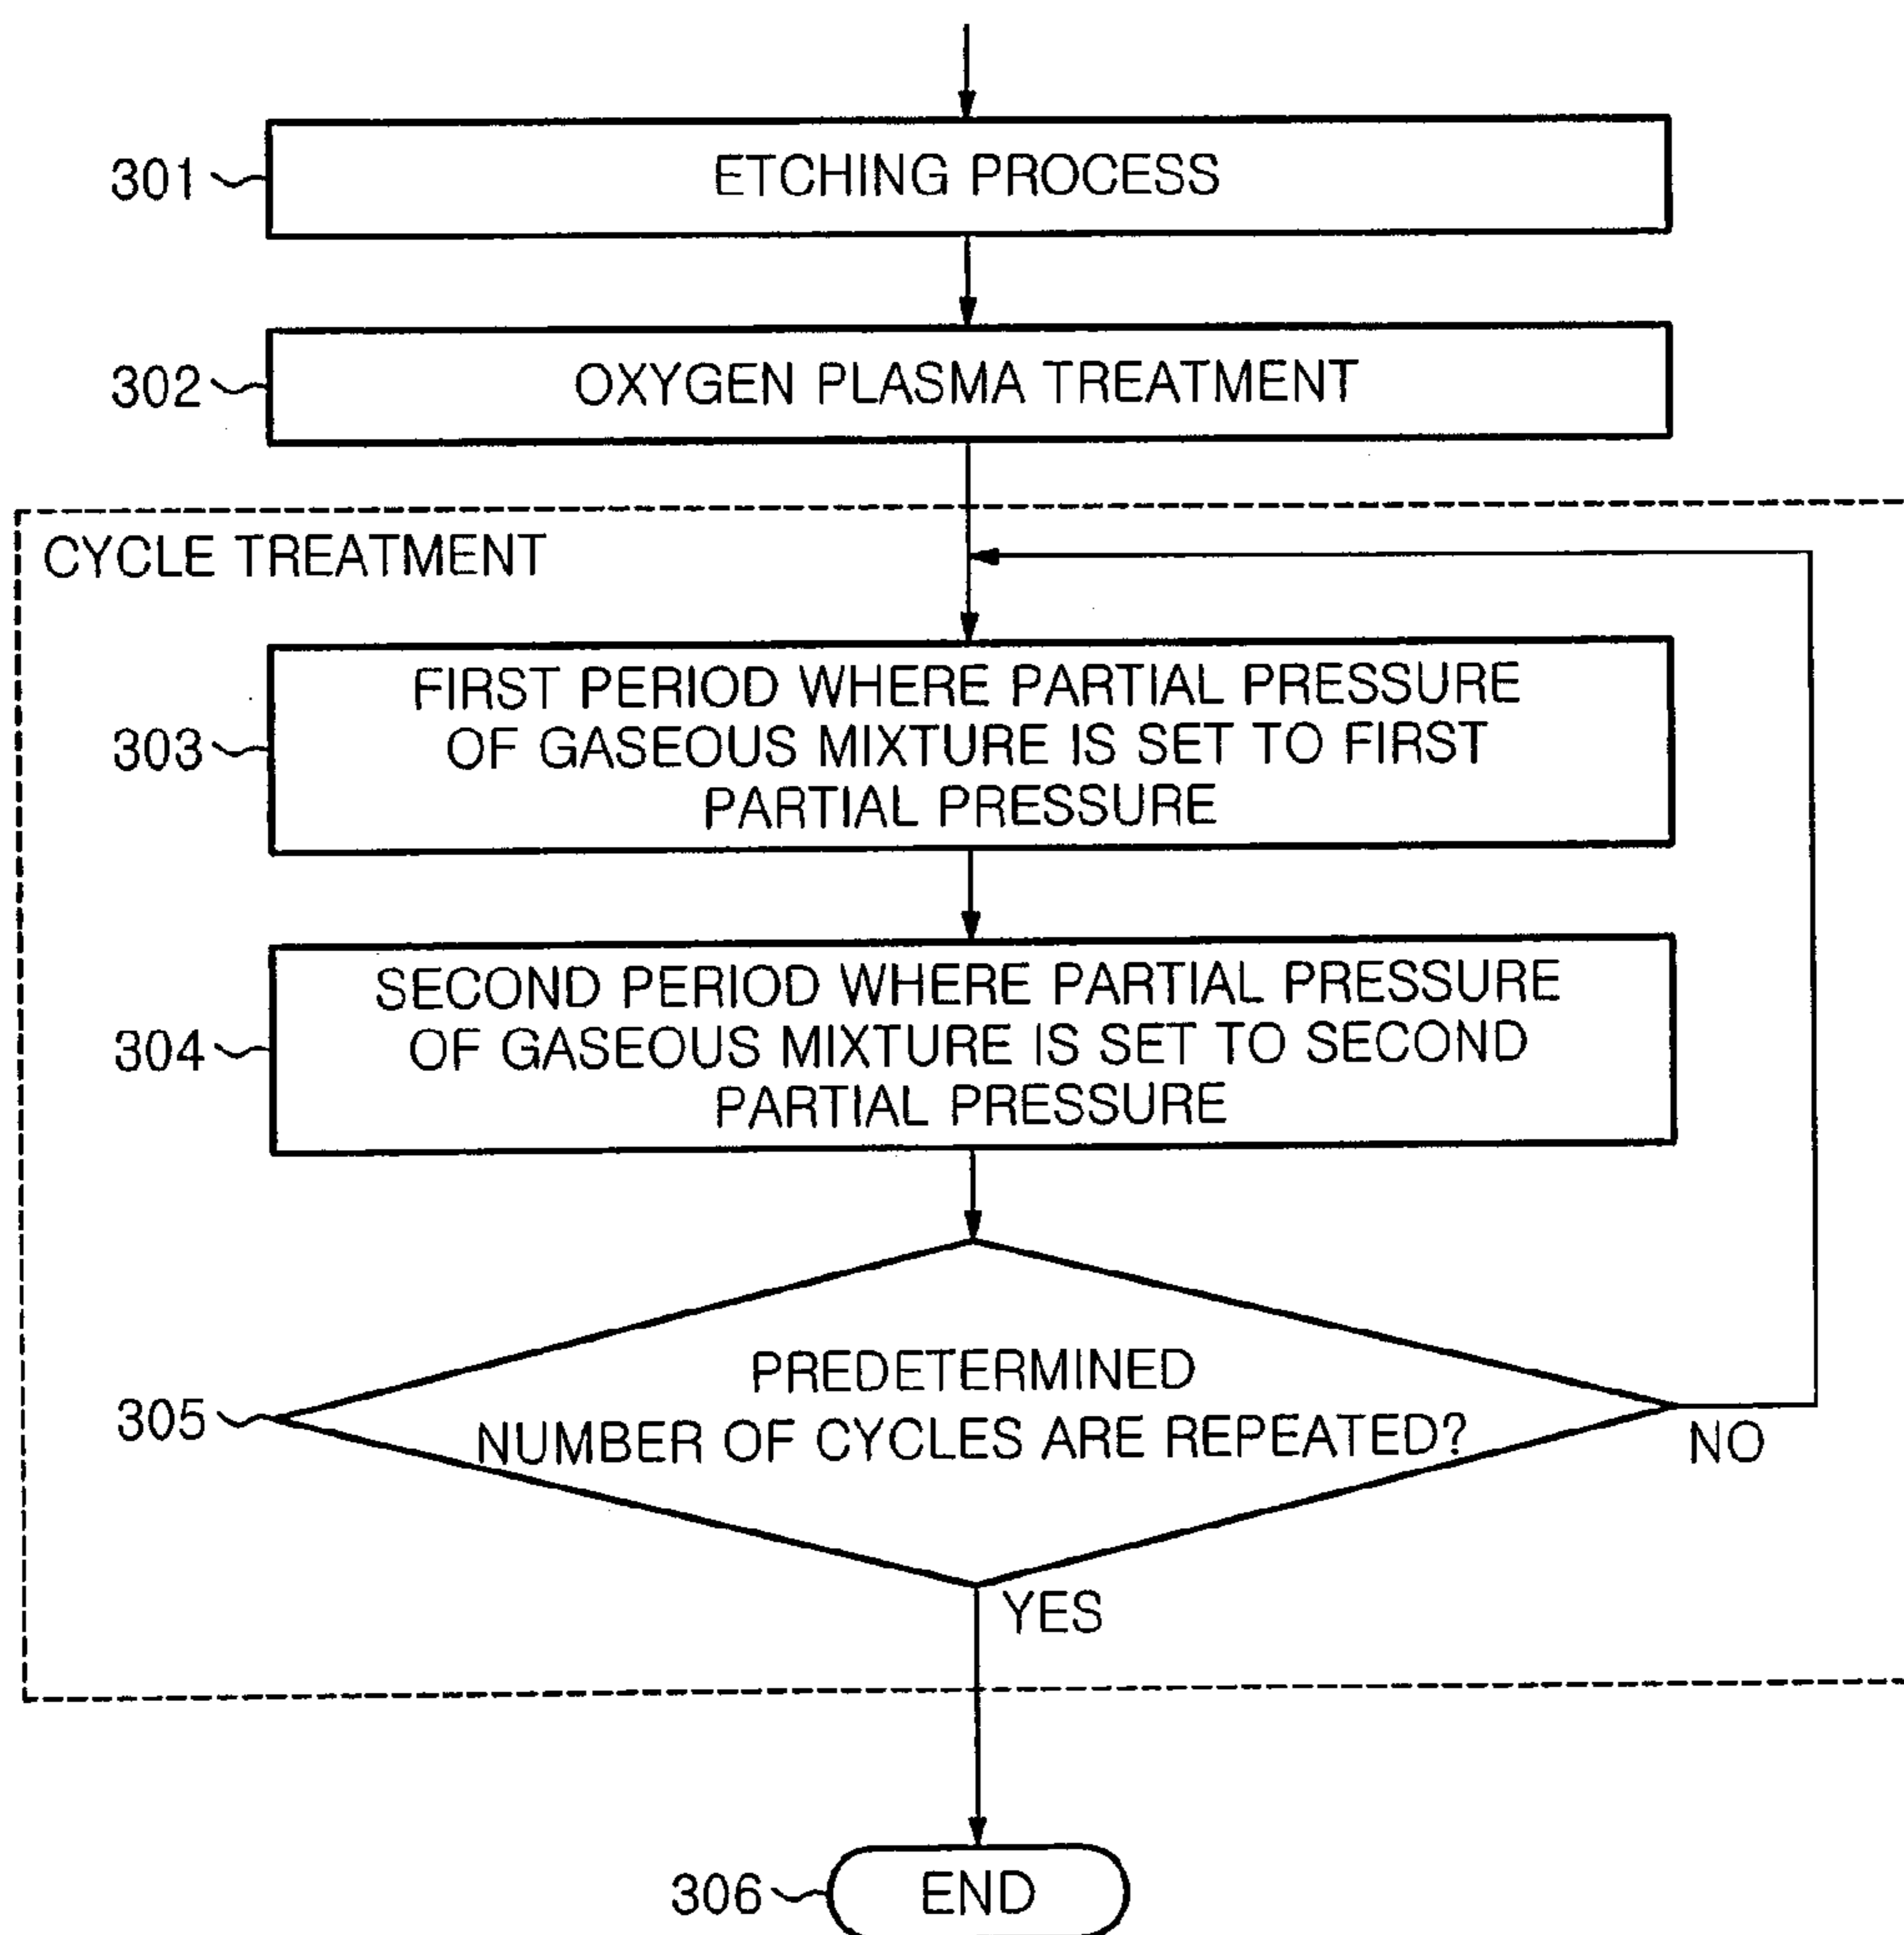 301
ETCHING PROCESS
302
OXYGEN PLASMA TREATMENT
CYCLE TREATMENT
303
FIRST PERIOD WHERE PARTIAL PRESSURE
OF GASEOUS MIXTURE IS SET TO FIRST
PARTIAL PRESSURE
304
SECOND PERIOD WHERE PARTIAL PRESSURE
OF GASEOUS MIXTURE IS SET TO SECOND
PARTIAL PRESSURE
305
PREDETERMINED
NUMBER OF CYCLES ARE REPEATED?
NO
YES
306
END